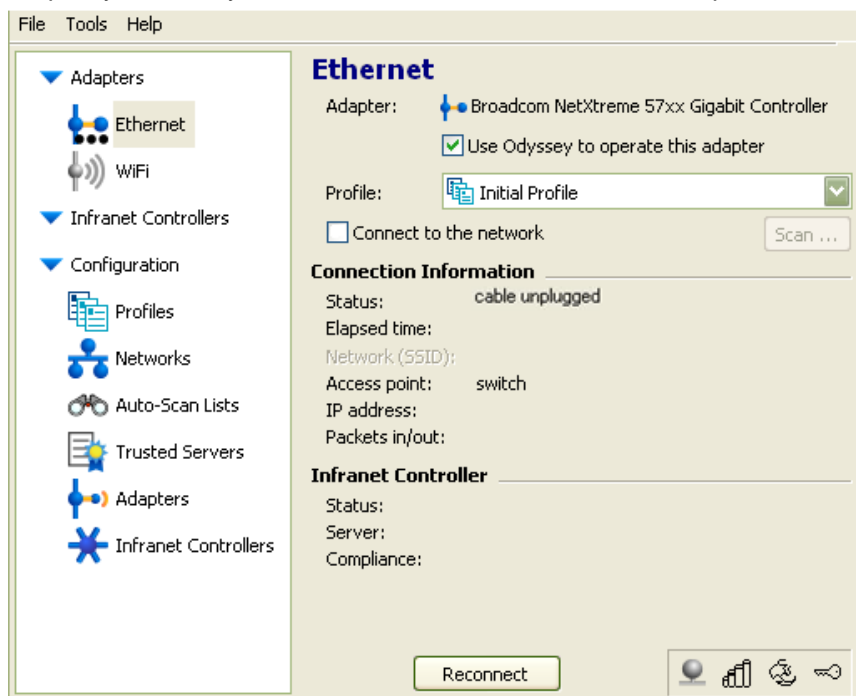 File Tools Help
Adapters
Ethernet
WiFi
Infranet Controllers
Configuration
Profiles
Networks
Auto-Scan Lists
Trusted Servers
Adapters
Infranet Controllers
Ethernet
Adapter: Broadcom NetXtreme 57xx Gigabit Controller
Use Odyssey to operate this adapter
Profile: Initial Profile
Connect to the network Scan ...
Connection Information
Status: cable unplugged
Elapsed time:
Network (SSID):
Access point: switch
IP address:
Packets in/out:
Infranet Controller
Status:
Server:
Compliance:
Reconnect